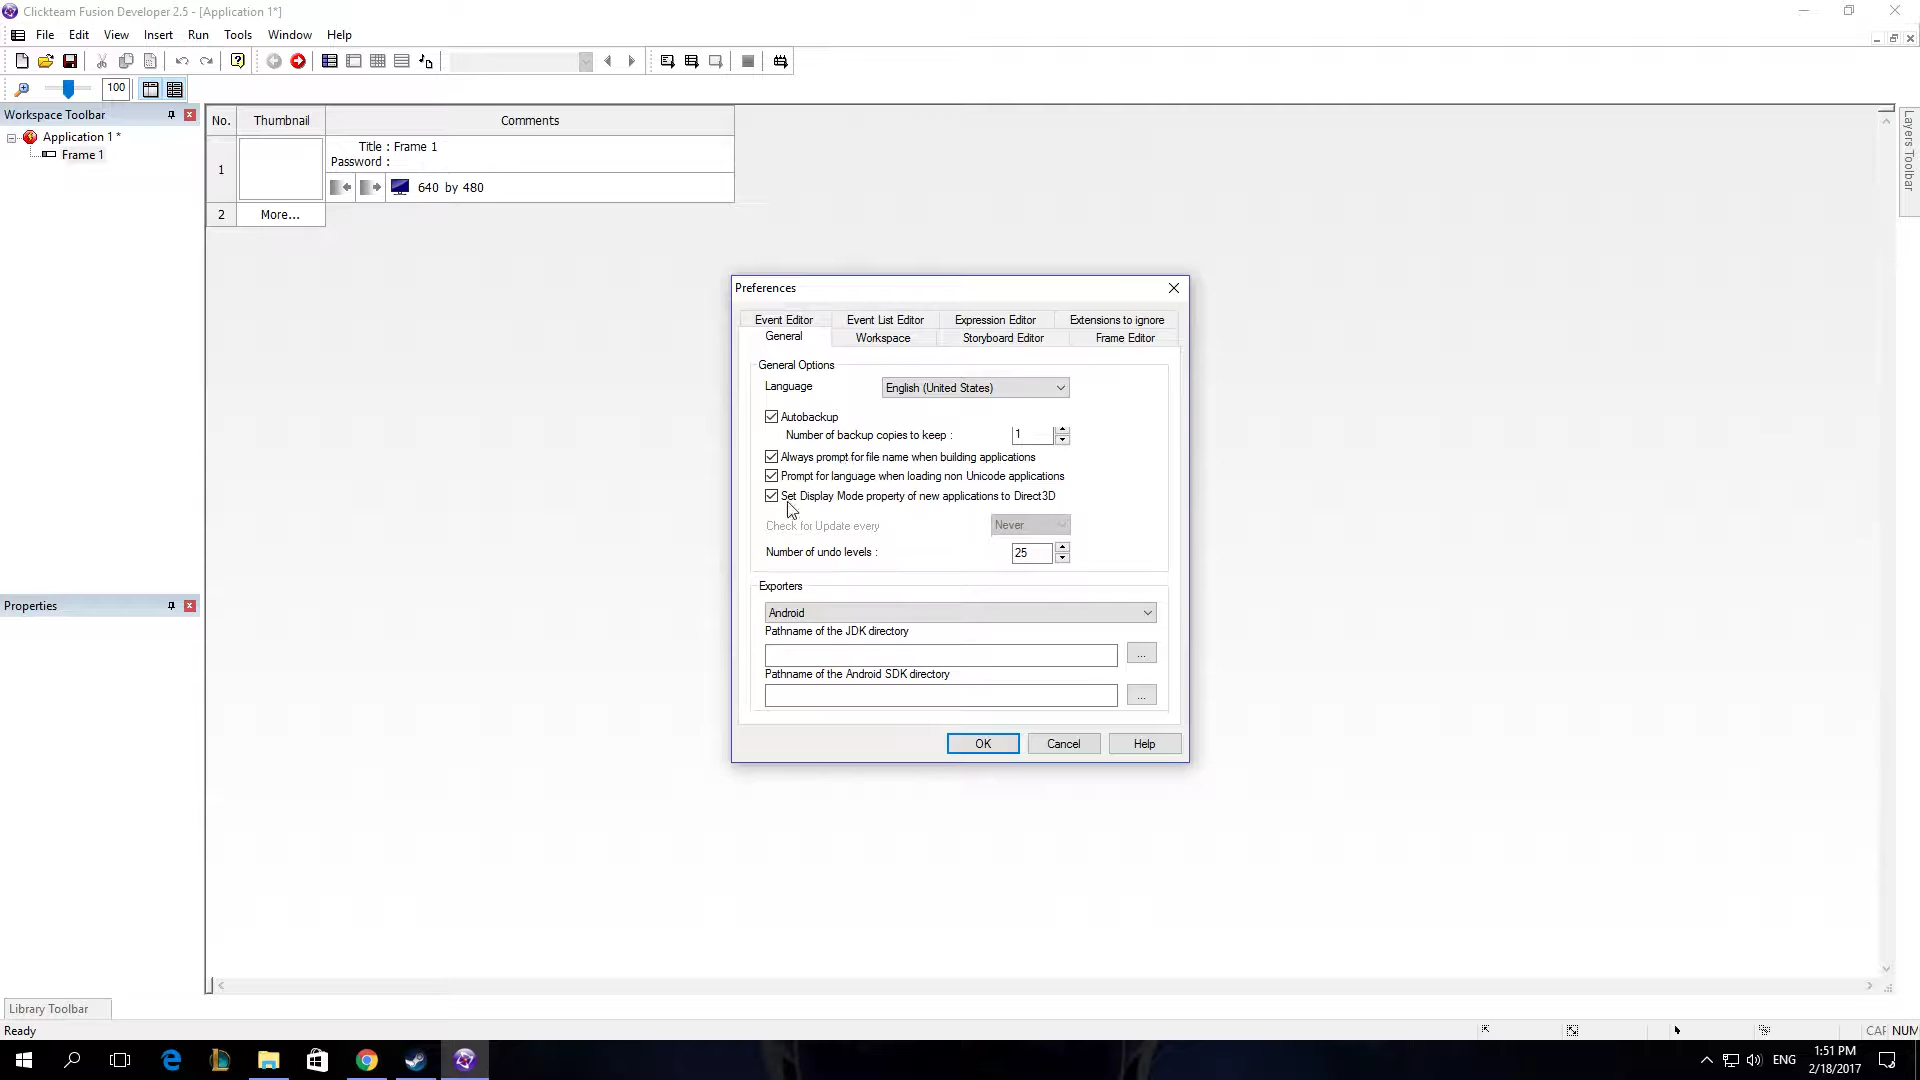 Clickteam Fusion Developer 2.5 - [Application 1*]
File Edit View Insert Run Tools Window Help
100
Workspace Toolbar
Application 1 *
Frame 1
No. Thumbnail Comments
1
Title : Frame 1
Password :
640 by 480
2 More...
Layers Toolbar
Preferences
Event Editor Event List Editor Expression Editor Extensions to ignore
General Workspace Storyboard Editor Frame Editor
General Options
Language English (United States)
Autobackup
Number of backup copies to keep : 1
Always prompt for file name when building applications
Prompt for language when loading non Unicode applications
Set Display Mode property of new applications to Direct3D
Check for Update every Never
Number of undo levels : 25
Exporters
Android
Pathname of the JDK directory
...
Pathname of the Android SDK directory
...
OK Cancel Help
Properties
Library Toolbar
Ready
CAP NUM
ENG
1:51 PM
2/18/2017